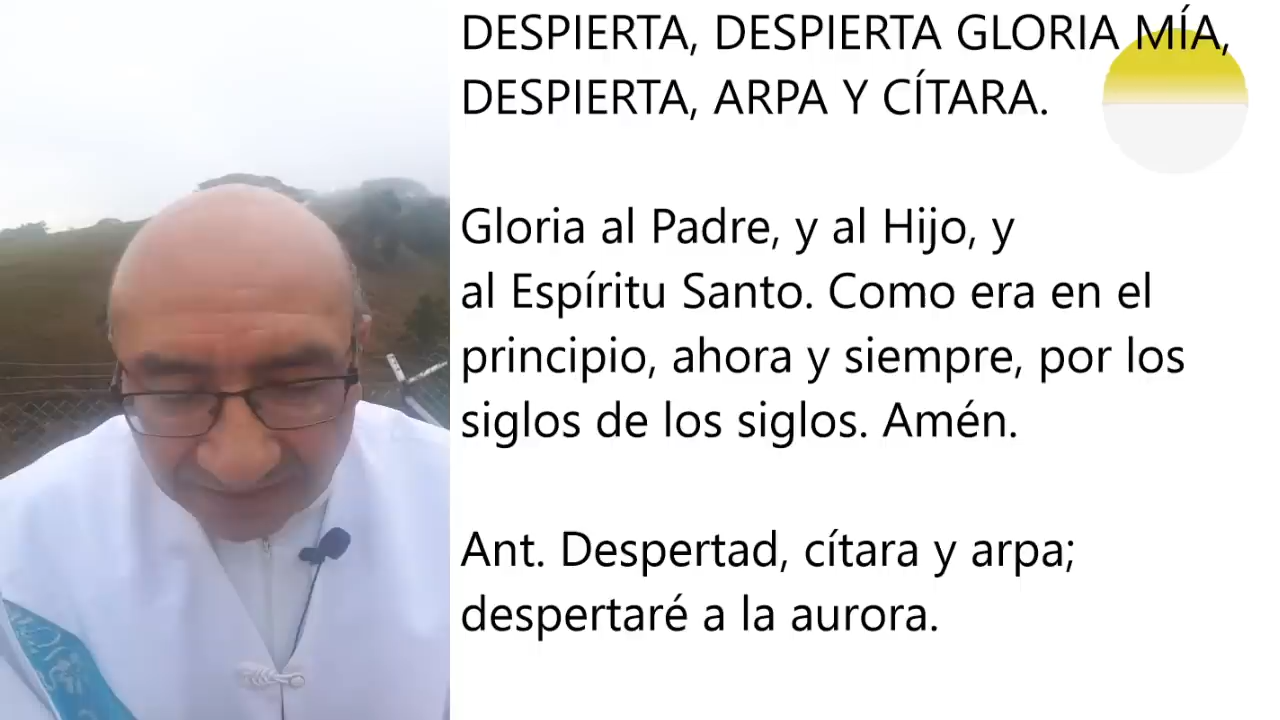 DESPIERTA, DESPIERTA GLORIA MÍA,
DESPIERTA, ARPA Y CÍTARA.
Gloria al Padre, y al Hijo, y
al Espíritu Santo. Como era en el
principio, ahora y siempre, por los
siglos de los siglos. Amén.
Ant. Despertad, cítara y arpa;
despertaré a la aurora.